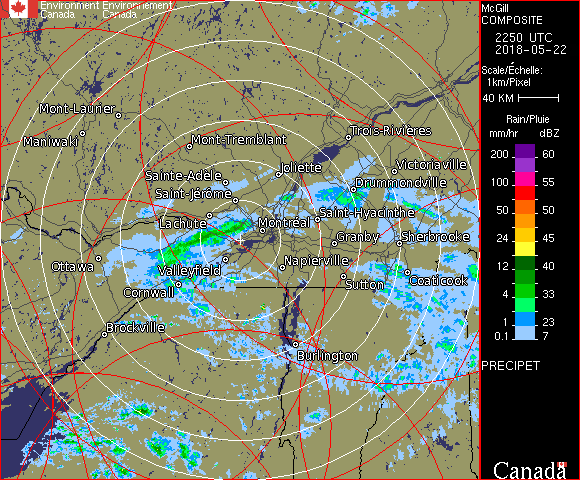 Environment Environnement
Canada Canada
McGill
COMPOSITE
2250 UTC
2018-05-22
Scale/Échelle:
1km/Pixel
40 KM
Rain/Pluie
mm/hr dBZ
200 60
100 55
50 50
24 45
12 40
4 33
1 23
0.1 7
PRECIPET
Canada
Mont-Laurier
Maniwaki
Mont-Tremblant
Trois-Rivières
Joliette
Victoriaville
Sainte-Adèle
Drummondville
Saint-Jérôme
Saint-Hyacinthe
Lachute
Montréal
Granby
Sherbrooke
Ottawa
Valleyfield
Napierville
Sutton
Coaticook
Cornwall
Brockville
Burlington